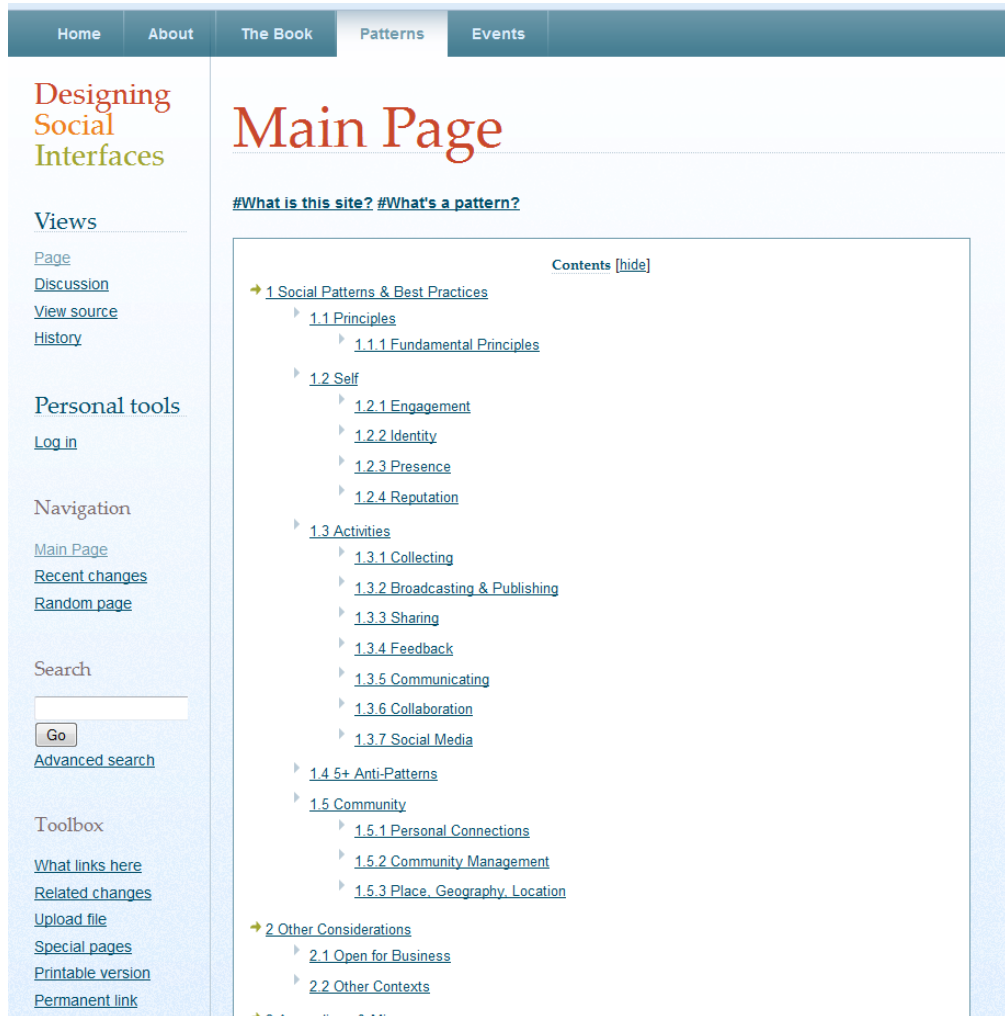 Home About The Book Patterns Events
Designing
Social
Interfaces
Views
Page
Discussion
View source
History
Personal tools
Log in
Navigation
Main Page
Recent changes
Random page
Search
Go
Advanced search
Toolbox
What links here
Related changes
Upload file
Special pages
Printable version
Permanent link
Main Page
#What is this site? #What's a pattern?
Contents [hide]
1 Social Patterns & Best Practices
1.1 Principles
1.1.1 Fundamental Principles
1.2 Self
1.2.1 Engagement
1.2.2 Identity
1.2.3 Presence
1.2.4 Reputation
1.3 Activities
1.3.1 Collecting
1.3.2 Broadcasting & Publishing
1.3.3 Sharing
1.3.4 Feedback
1.3.5 Communicating
1.3.6 Collaboration
1.3.7 Social Media
1.4 5+ Anti-Patterns
1.5 Community
1.5.1 Personal Connections
1.5.2 Community Management
1.5.3 Place, Geography, Location
2 Other Considerations
2.1 Open for Business
2.2 Other Contexts